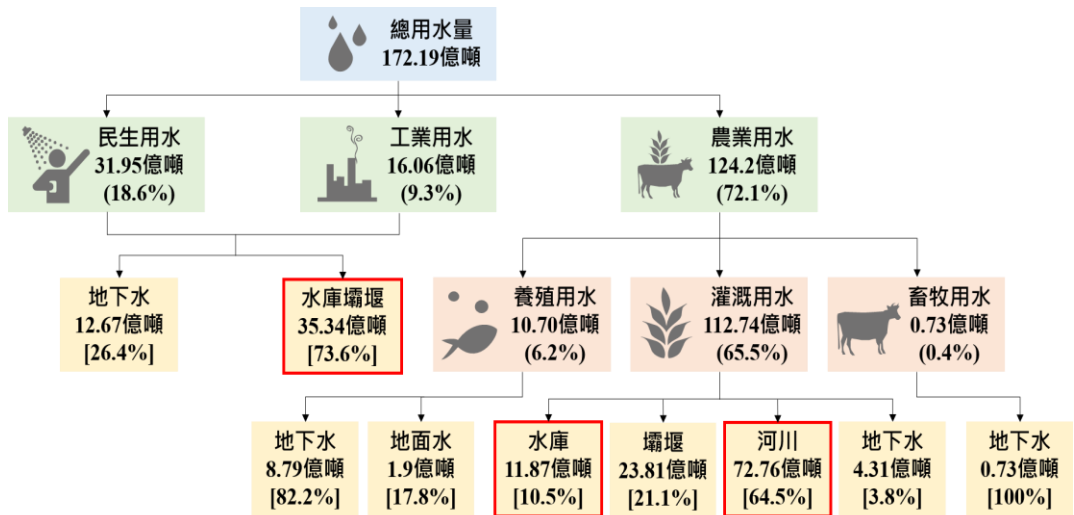 總用水量
172.19億噸
民生用水
31.95億噸
(18.6%)
工業用水
16.06億噸
(9.3%)
農業用水
124.2億噸
(72.1%)
地下水
12.67億噸
[26.4%]
水庫壩堰
35.34億噸
[73.6%]
養殖用水
10.70億噸
(6.2%)
灌溉用水
112.74億噸
(65.5%)
畜牧用水
0.73億噸
(0.4%)
地下水
8.79億噸
[82.2%]
地面水
1.9億噸
[17.8%]
水庫
11.87億噸
[10.5%]
壩堰
23.81億噸
[21.1%]
河川
72.76億噸
[64.5%]
地下水
4.31億噸
[3.8%]
地下水
0.73億噸
[100%]